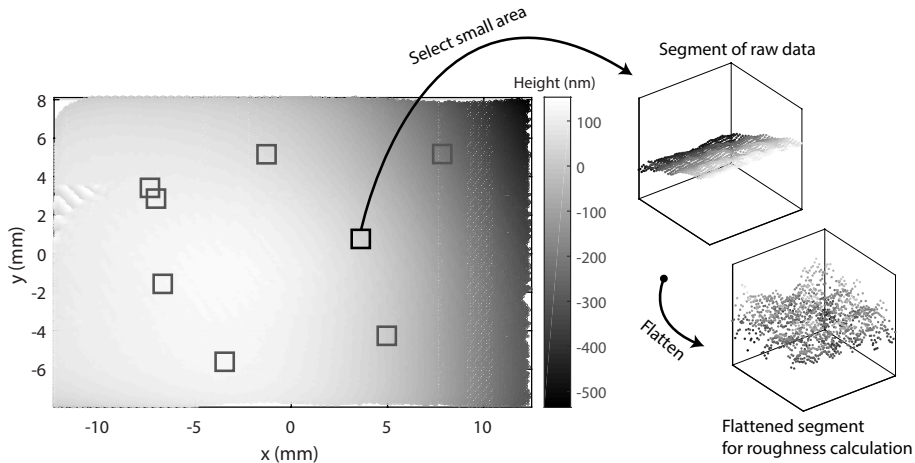 Select small area
Segment of raw data
Height (nm)
8
6
4
2
0
-2
-4
-6
y (mm)
-10
-5
0
5
10
x (mm)
100
0
-100
-200
-300
-400
-500
Flatten
Flattened segment
for roughness calculation